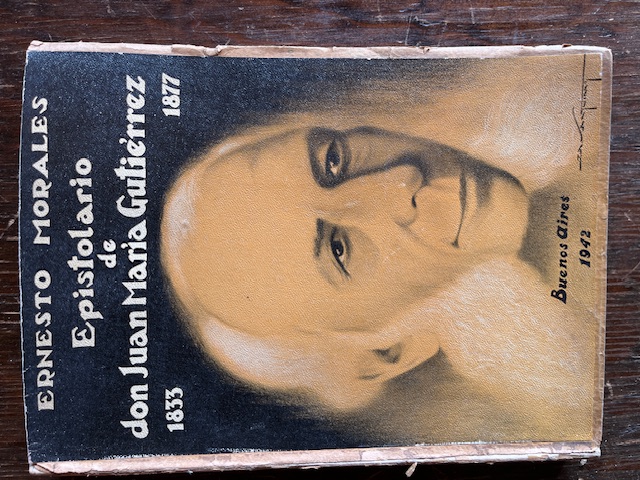 ERNESTO MORALES
Epistolario
de
don Juan María Gutiérrez
1833 1877
Buenos Aires
1942